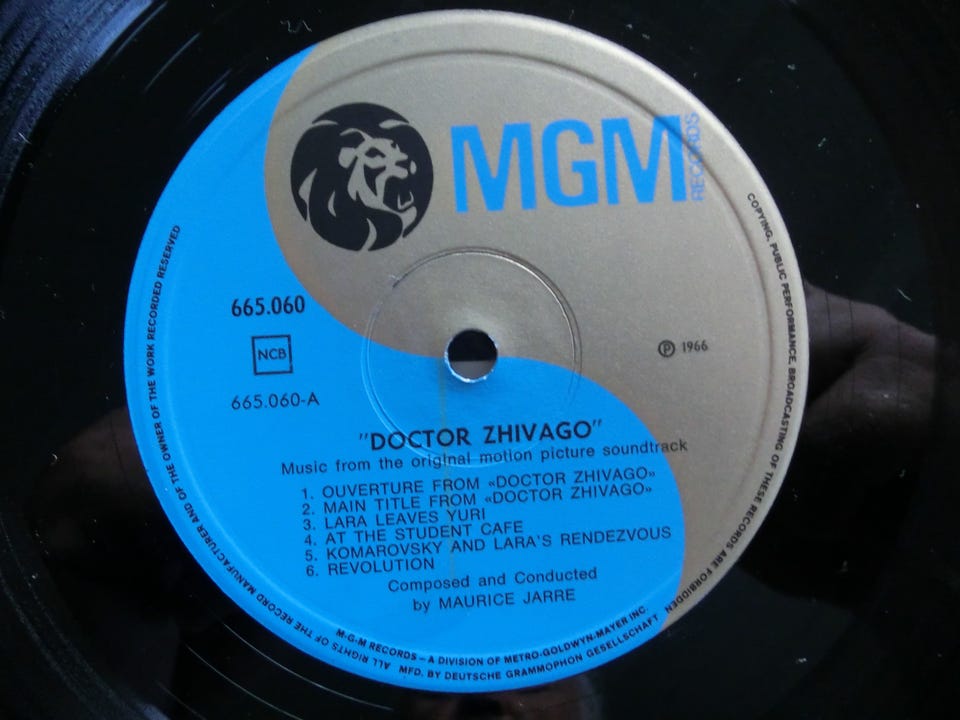 MGM
RECORDS
665.060
NCB
665.060-A
Ⓟ 1966
"DOCTOR ZHIVAGO"
Music from the original motion picture soundtrack
1. OUVERTURE FROM «DOCTOR ZHIVAGO»
2. MAIN TITLE FROM «DOCTOR ZHIVAGO»
3. LARA LEAVES YURI
4. AT THE STUDENT CAFE
5. KOMAROVSKY AND LARA'S RENDEZVOUS
6. REVOLUTION
Composed and Conducted
by MAURICE JARRE
M-G-M RECORDS – A DIVISION OF METRO-GOLDWYN-MAYER INC.
MFD. BY DEUTSCHE GRAMMOPHON GESELLSCHAFT
ALL RIGHTS OF THE RECORD MANUFACTURER AND OF THE OWNER OF THE WORK RECORDED RESERVED
COPYING, PUBLIC PERFORMANCE, BROADCASTING OF THESE RECORDS ARE FORBIDDEN